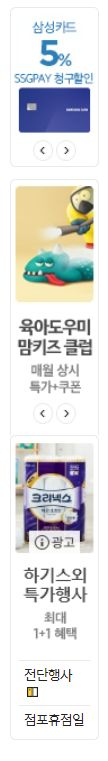 삼성카드
5%
SSGPAY 청구할인
육아도우미
맘키즈 클럽
매월 상시
특가+쿠폰
크리넥스
광고
하기스외
특가행사
최대
1+1 혜택
전단행사
점포휴점일